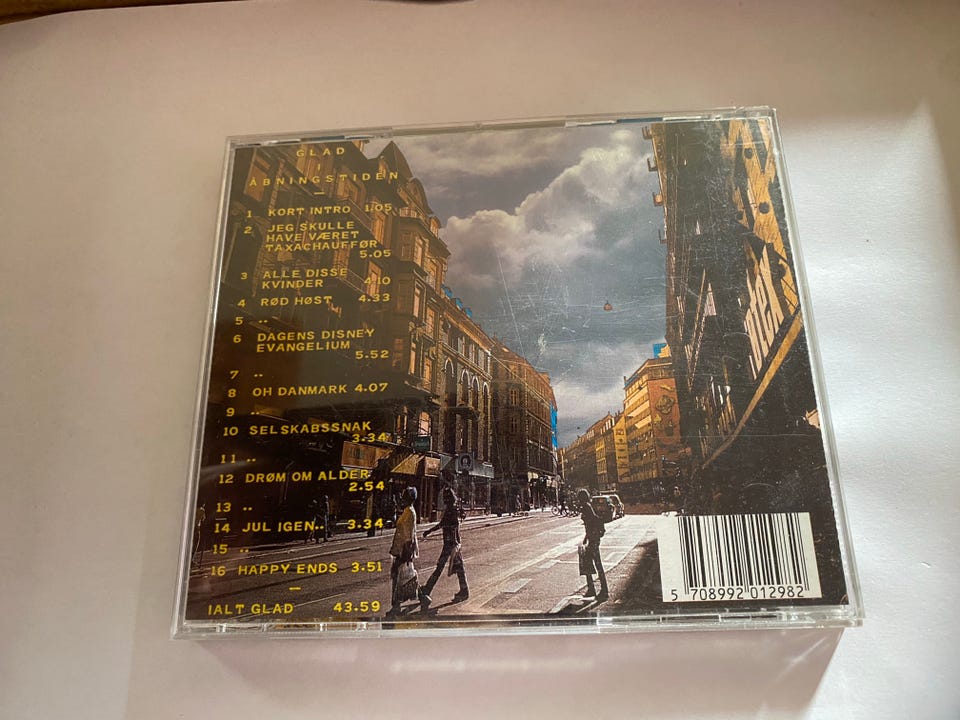 GLAD
I
ÅBNINGSTIDEN
—
1 KORT INTRO 1.05
2 JEG SKULLE
HAVE VÆRET
TAXACHAUFFØR
5.05
3 ALLE DISSE
KVINDER 4.10
4 RØD HØST 4.33
5 ..
6 DAGENS DISNEY
EVANGELIUM
5.52
7 ..
8 OH DANMARK 4.07
9 ..
10 SELSKABSSNAK
3.34
11 ..
12 DRØM OM ALDER
2.54
13 ..
14 JUL IGEN.. 3.34
15 ..
16 HAPPY ENDS 3.51
—
IALT GLAD 43.59
5 708992 012982